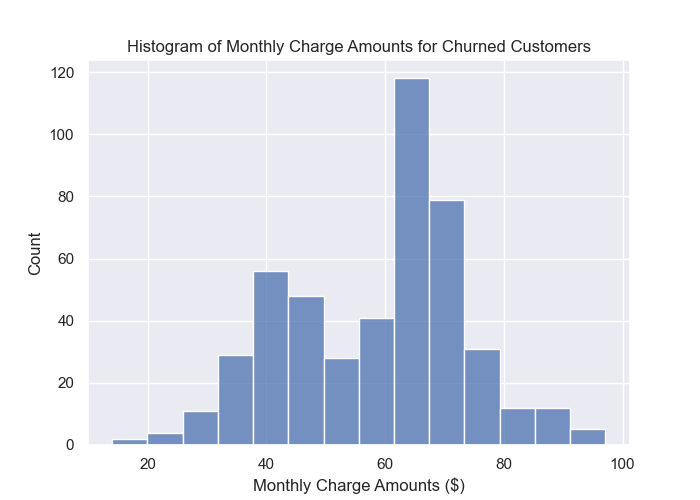 Histogram of Monthly Charge Amounts for Churned Customers
120
100
80
60
40
20
0
Count
20 40 60 80 100
Monthly Charge Amounts ($)